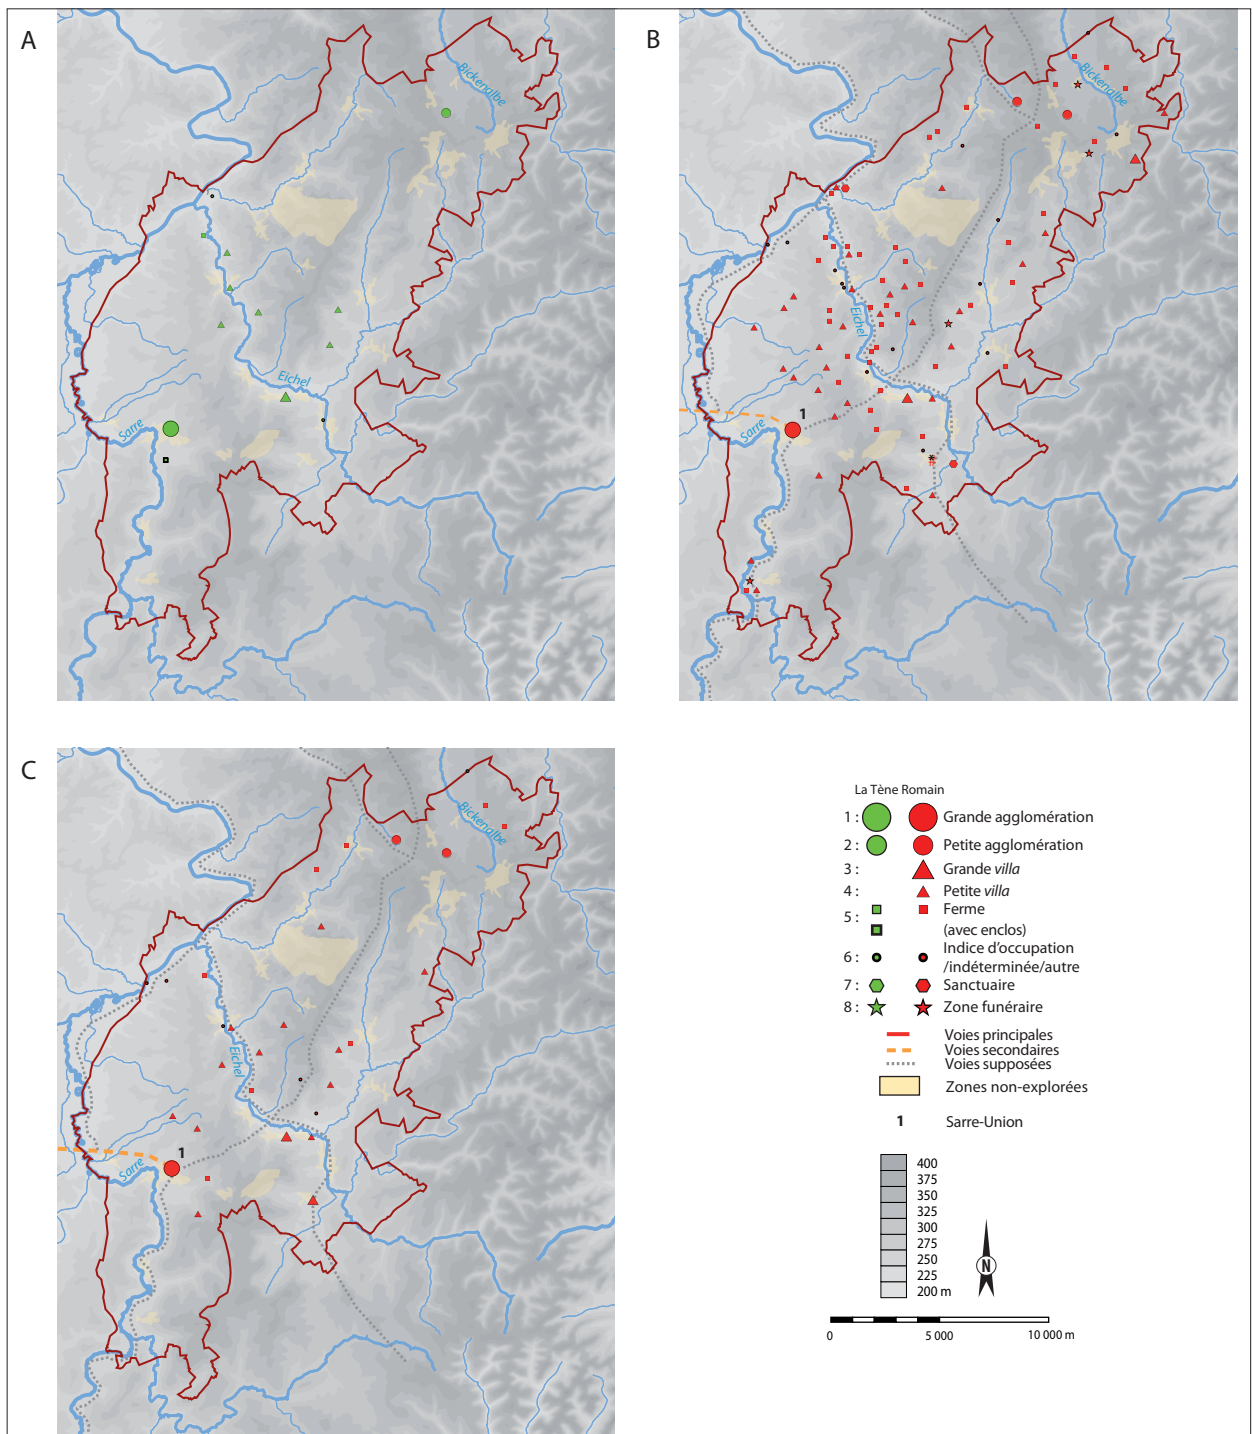 A
Bickenalbe
Eichel
Sarre
B
Bickenalbe
Eichel
1
Sarre
C
Bickenalbe
Eichel
1
Sarre
La Tène Romain
1 : Grande agglomération
2 : Petite agglomération
3 : Grande villa
4 : Petite villa
5 : Ferme
(avec enclos)
6 : Indice d'occupation
/indéterminée/autre
7 : Sanctuaire
8 : Zone funéraire
Voies principales
Voies secondaires
Voies supposées
Zones non-explorées
1 Sarre-Union
400
375
350
325
300
275
250
225
200 m
N
0 5 000 10 000 m